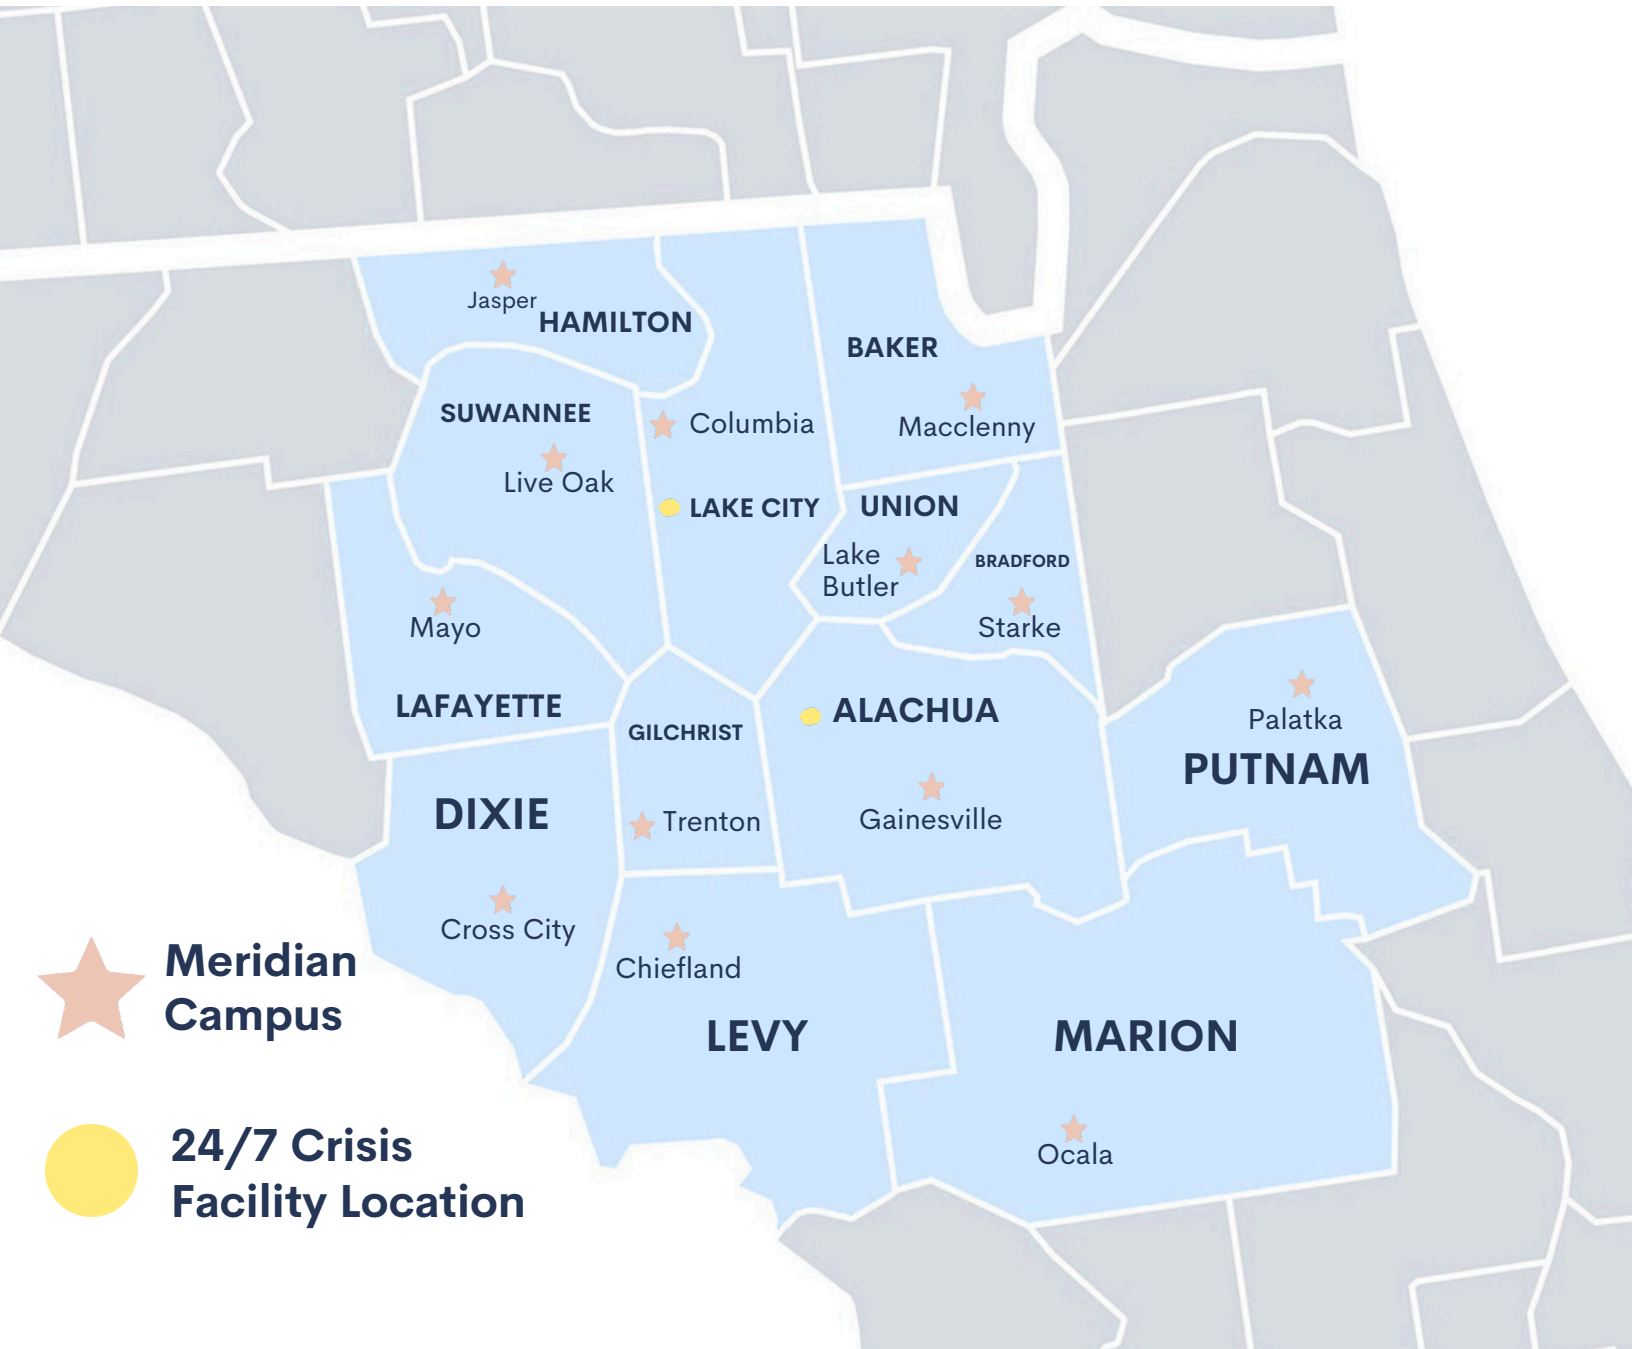 Jasper
HAMILTON
BAKER
SUWANNEE
Columbia
Macclenny
Live Oak
LAKE CITY
UNION
Lake
Butler
BRADFORD
Mayo
Starke
LAFAYETTE
GILCHRIST
ALACHUA
Palatka
PUTNAM
DIXIE
Trenton
Gainesville
Cross City
Chiefland
LEVY
MARION
Ocala
Meridian
Campus
24/7 Crisis
Facility Location